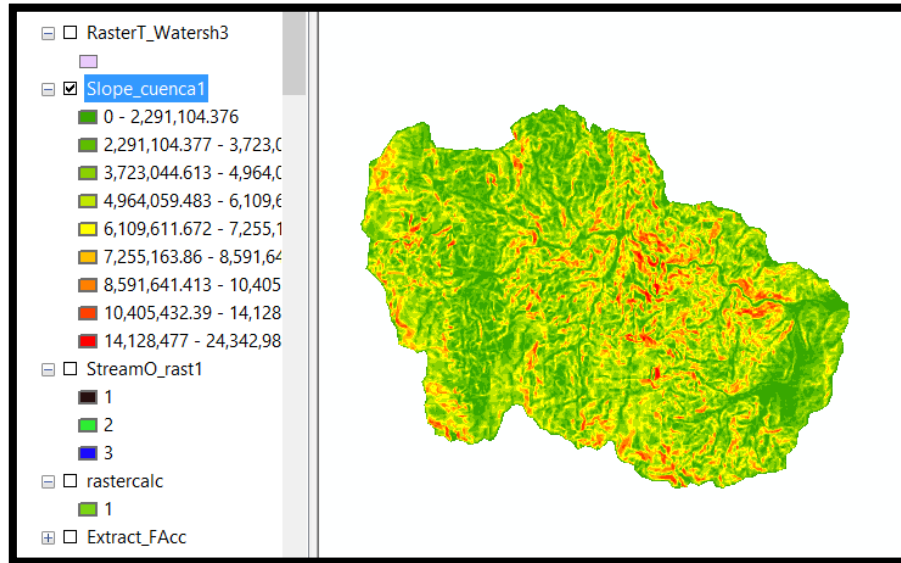 RasterT_Watersh3
Slope_cuenca1
0 - 2,291,104.376
2,291,104.377 - 3,723,0
3,723,044.613 - 4,964,0
4,964,059.483 - 6,109,6
6,109,611.672 - 7,255,1
7,255,163.86 - 8,591,64
8,591,641.413 - 10,405
10,405,432.39 - 14,128
14,128,477 - 24,342,98
StreamO_rast1
1
2
3
rastercalc
1
Extract_FAcc